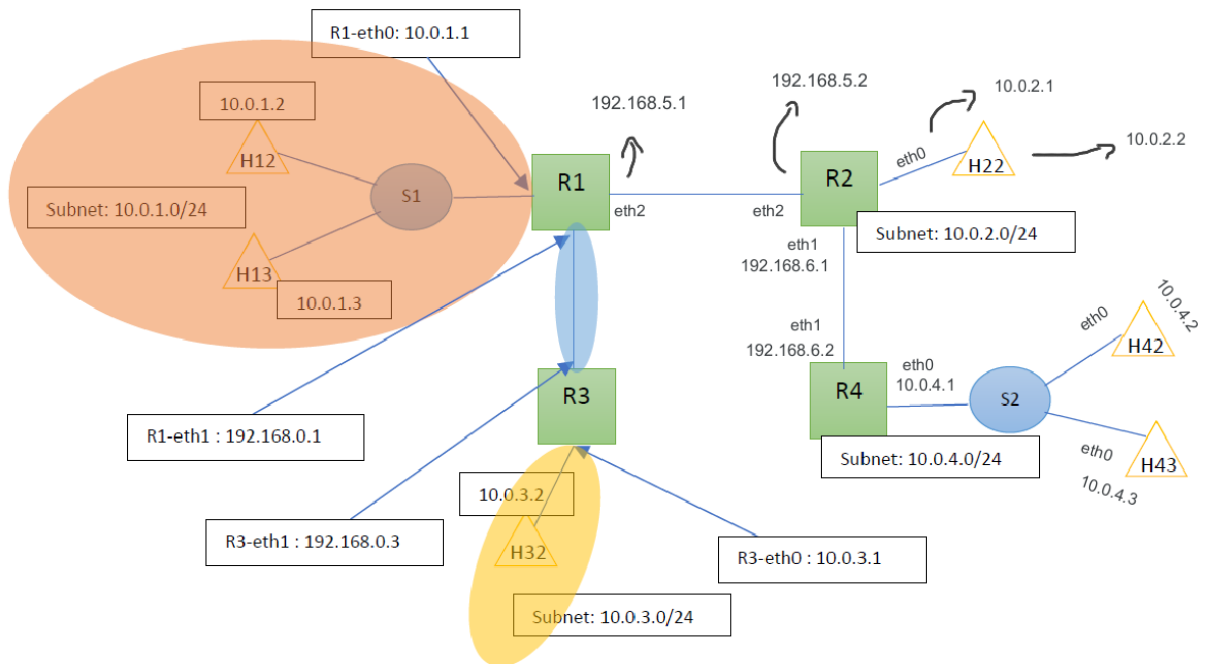 R1-eth0: 10.0.1.1
10.0.1.2
192.168.5.1
192.168.5.2
10.0.2.1
10.0.2.2
H12
S1
R1
R2
eth0
H22
Subnet: 10.0.1.0/24
eth2
eth2
Subnet: 10.0.2.0/24
H13
10.0.1.3
eth1
192.168.6.1
eth1
192.168.6.2
eth0
10.0.4.2
H42
R3
R4
eth0
10.0.4.1
S2
R1-eth1 : 192.168.0.1
Subnet: 10.0.4.0/24
eth0
H43
10.0.4.3
10.0.3.2
R3-eth1 : 192.168.0.3
H32
R3-eth0 : 10.0.3.1
Subnet: 10.0.3.0/24